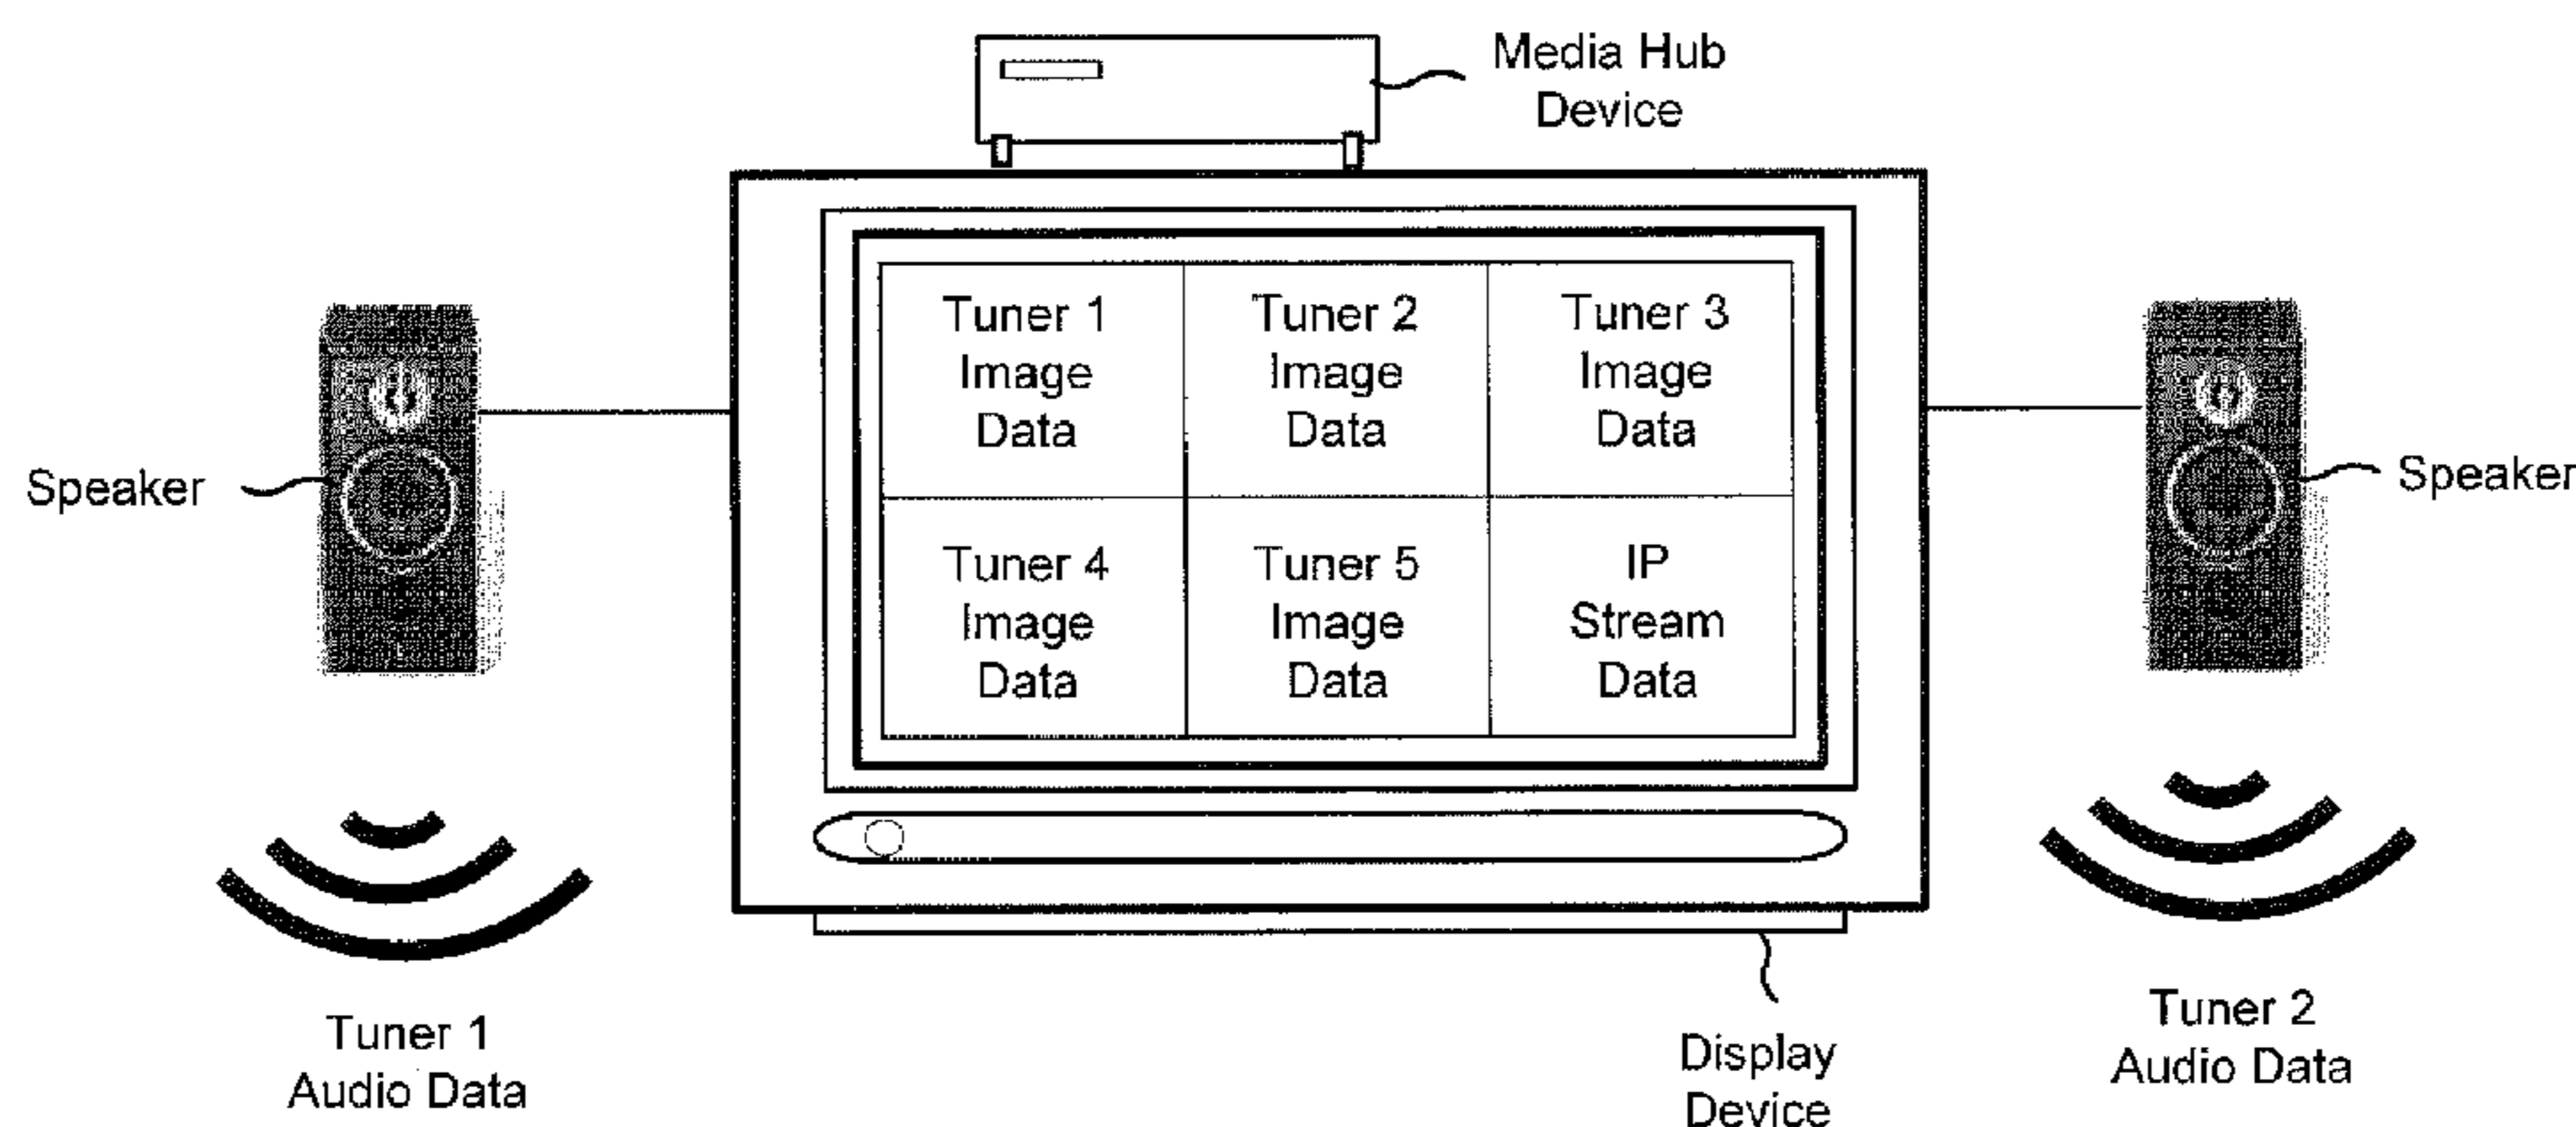 Media Hub
Device
Tuner 1
Image
Data
Tuner 2
Image
Data
Tuner 3
Image
Data
Speaker
Speaker
Tuner 4
Image
Data
Tuner 5
Image
Data
IP
Stream
Data
Tuner 1
Audio Data
Display
Device
Tuner 2
Audio Data